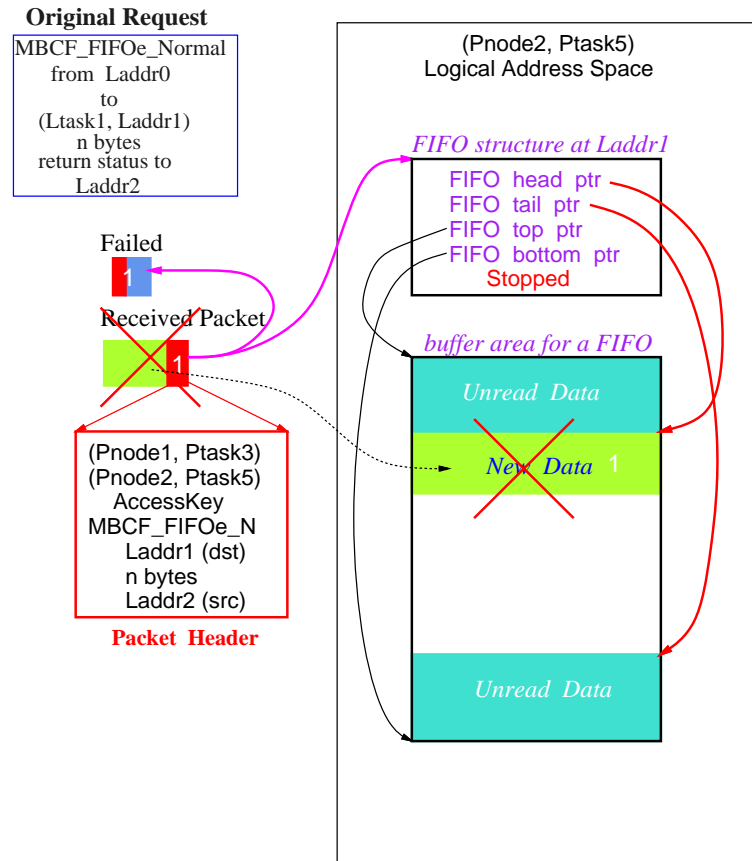 Original Request
MBCF_FIFOe_Normal
from Laddr0
to
(Ltask1, Laddr1)
n bytes
return status to
Laddr2
(Pnode2, Ptask5)
Logical Address Space
FIFO structure at Laddr1
FIFO head ptr
FIFO tail ptr
FIFO top ptr
FIFO bottom ptr
Stopped
Failed
1
Received Packet
1
buffer area for a FIFO
Unread Data
New Data 1
Unread Data
(Pnode1, Ptask3)
(Pnode2, Ptask5)
AccessKey
MBCF_FIFOe_N
Laddr1 (dst)
n bytes
Laddr2 (src)
Packet Header